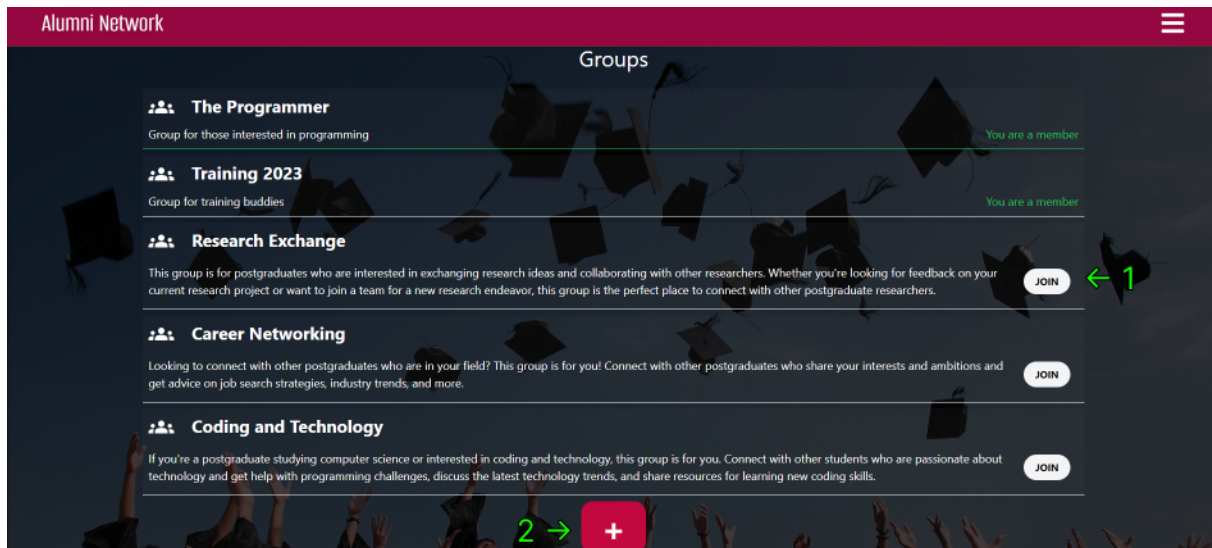 Alumni Network
Groups
The Programmer
Group for those interested in programming
You are a member
Training 2023
Group for training buddies
You are a member
Research Exchange
This group is for postgraduates who are interested in exchanging research ideas and collaborating with other researchers. Whether you're looking for feedback on your
current research project or want to join a team for a new research endeavor, this group is the perfect place to connect with other postgraduate researchers.
JOIN
← 1
Career Networking
Looking to connect with other postgraduates who are in your field? This group is for you! Connect with other postgraduates who share your interests and ambitions and
get advice on job search strategies, industry trends, and more.
JOIN
Coding and Technology
If you're a postgraduate studying computer science or interested in coding and technology, this group is for you. Connect with other students who are passionate about
technology and get help with programming challenges, discuss the latest technology trends, and share resources for learning new coding skills.
JOIN
2 → +